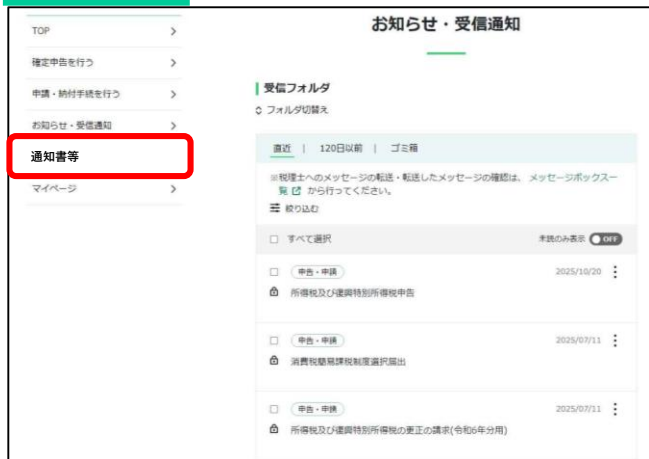 TOP
確定申告を行う
申請・納付手続を行う
お知らせ・受信通知
通知書等
マイページ
お知らせ・受信通知
受信フォルダ
フォルダ切替え
直近 | 120日以前 | ゴミ箱
※税理士へのメッセージの転送・転送したメッセージの確認は、 メッセージボックス一
覧 から行ってください。
絞り込む
すべて選択 未読のみ表示 OFF
申告・申請 2025/10/20
所得税及び復興特別所得税申告
申告・申請 2025/07/11
消費税簡易課税制度選択届出
申告・申請 2025/07/11
所得税及び復興特別所得税の更正の請求(令和6年分用)